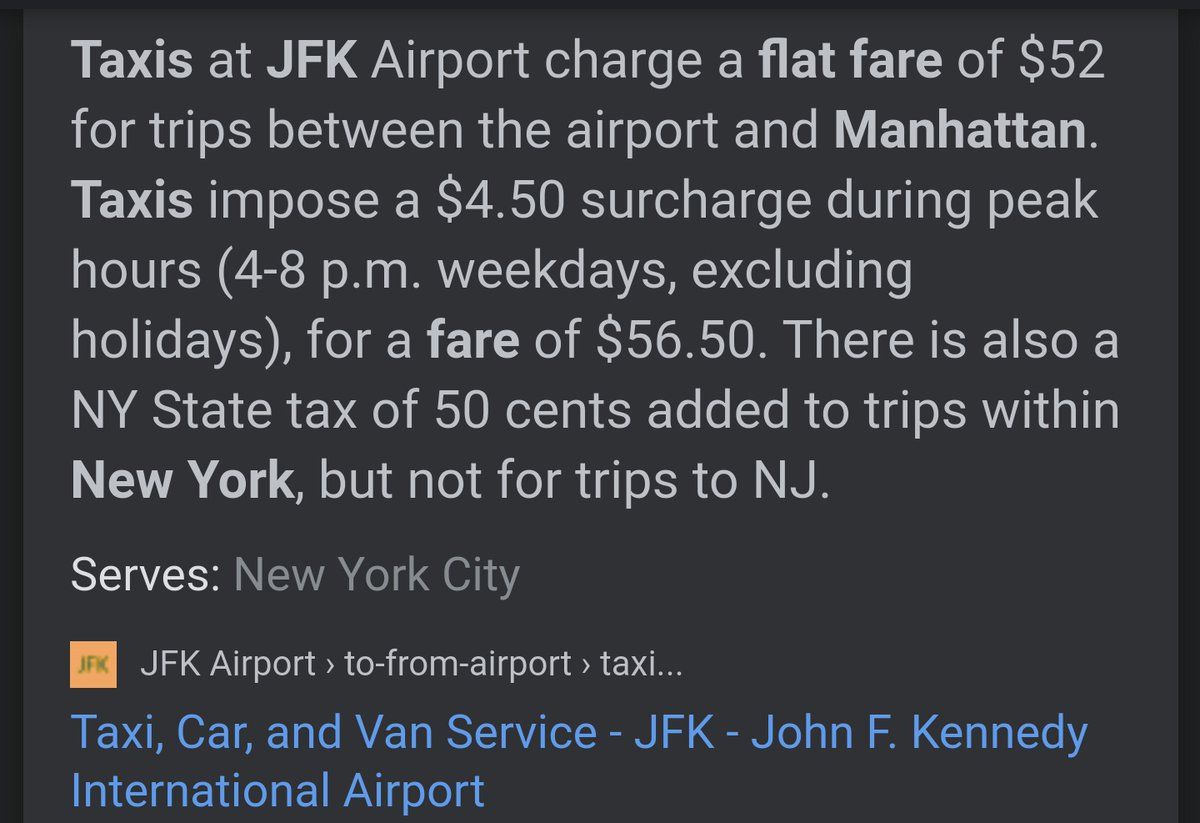 Taxis at JFK Airport charge a flat fare of $52
for trips between the airport and Manhattan.
Taxis impose a $4.50 surcharge during peak
hours (4-8 p.m. weekdays, excluding
holidays), for a fare of $56.50. There is also a
NY State tax of 50 cents added to trips within
New York, but not for trips to NJ.
Serves: New York City
JFK JFK Airport › to-from-airport › taxi...
Taxi, Car, and Van Service - JFK - John F. Kennedy
International Airport